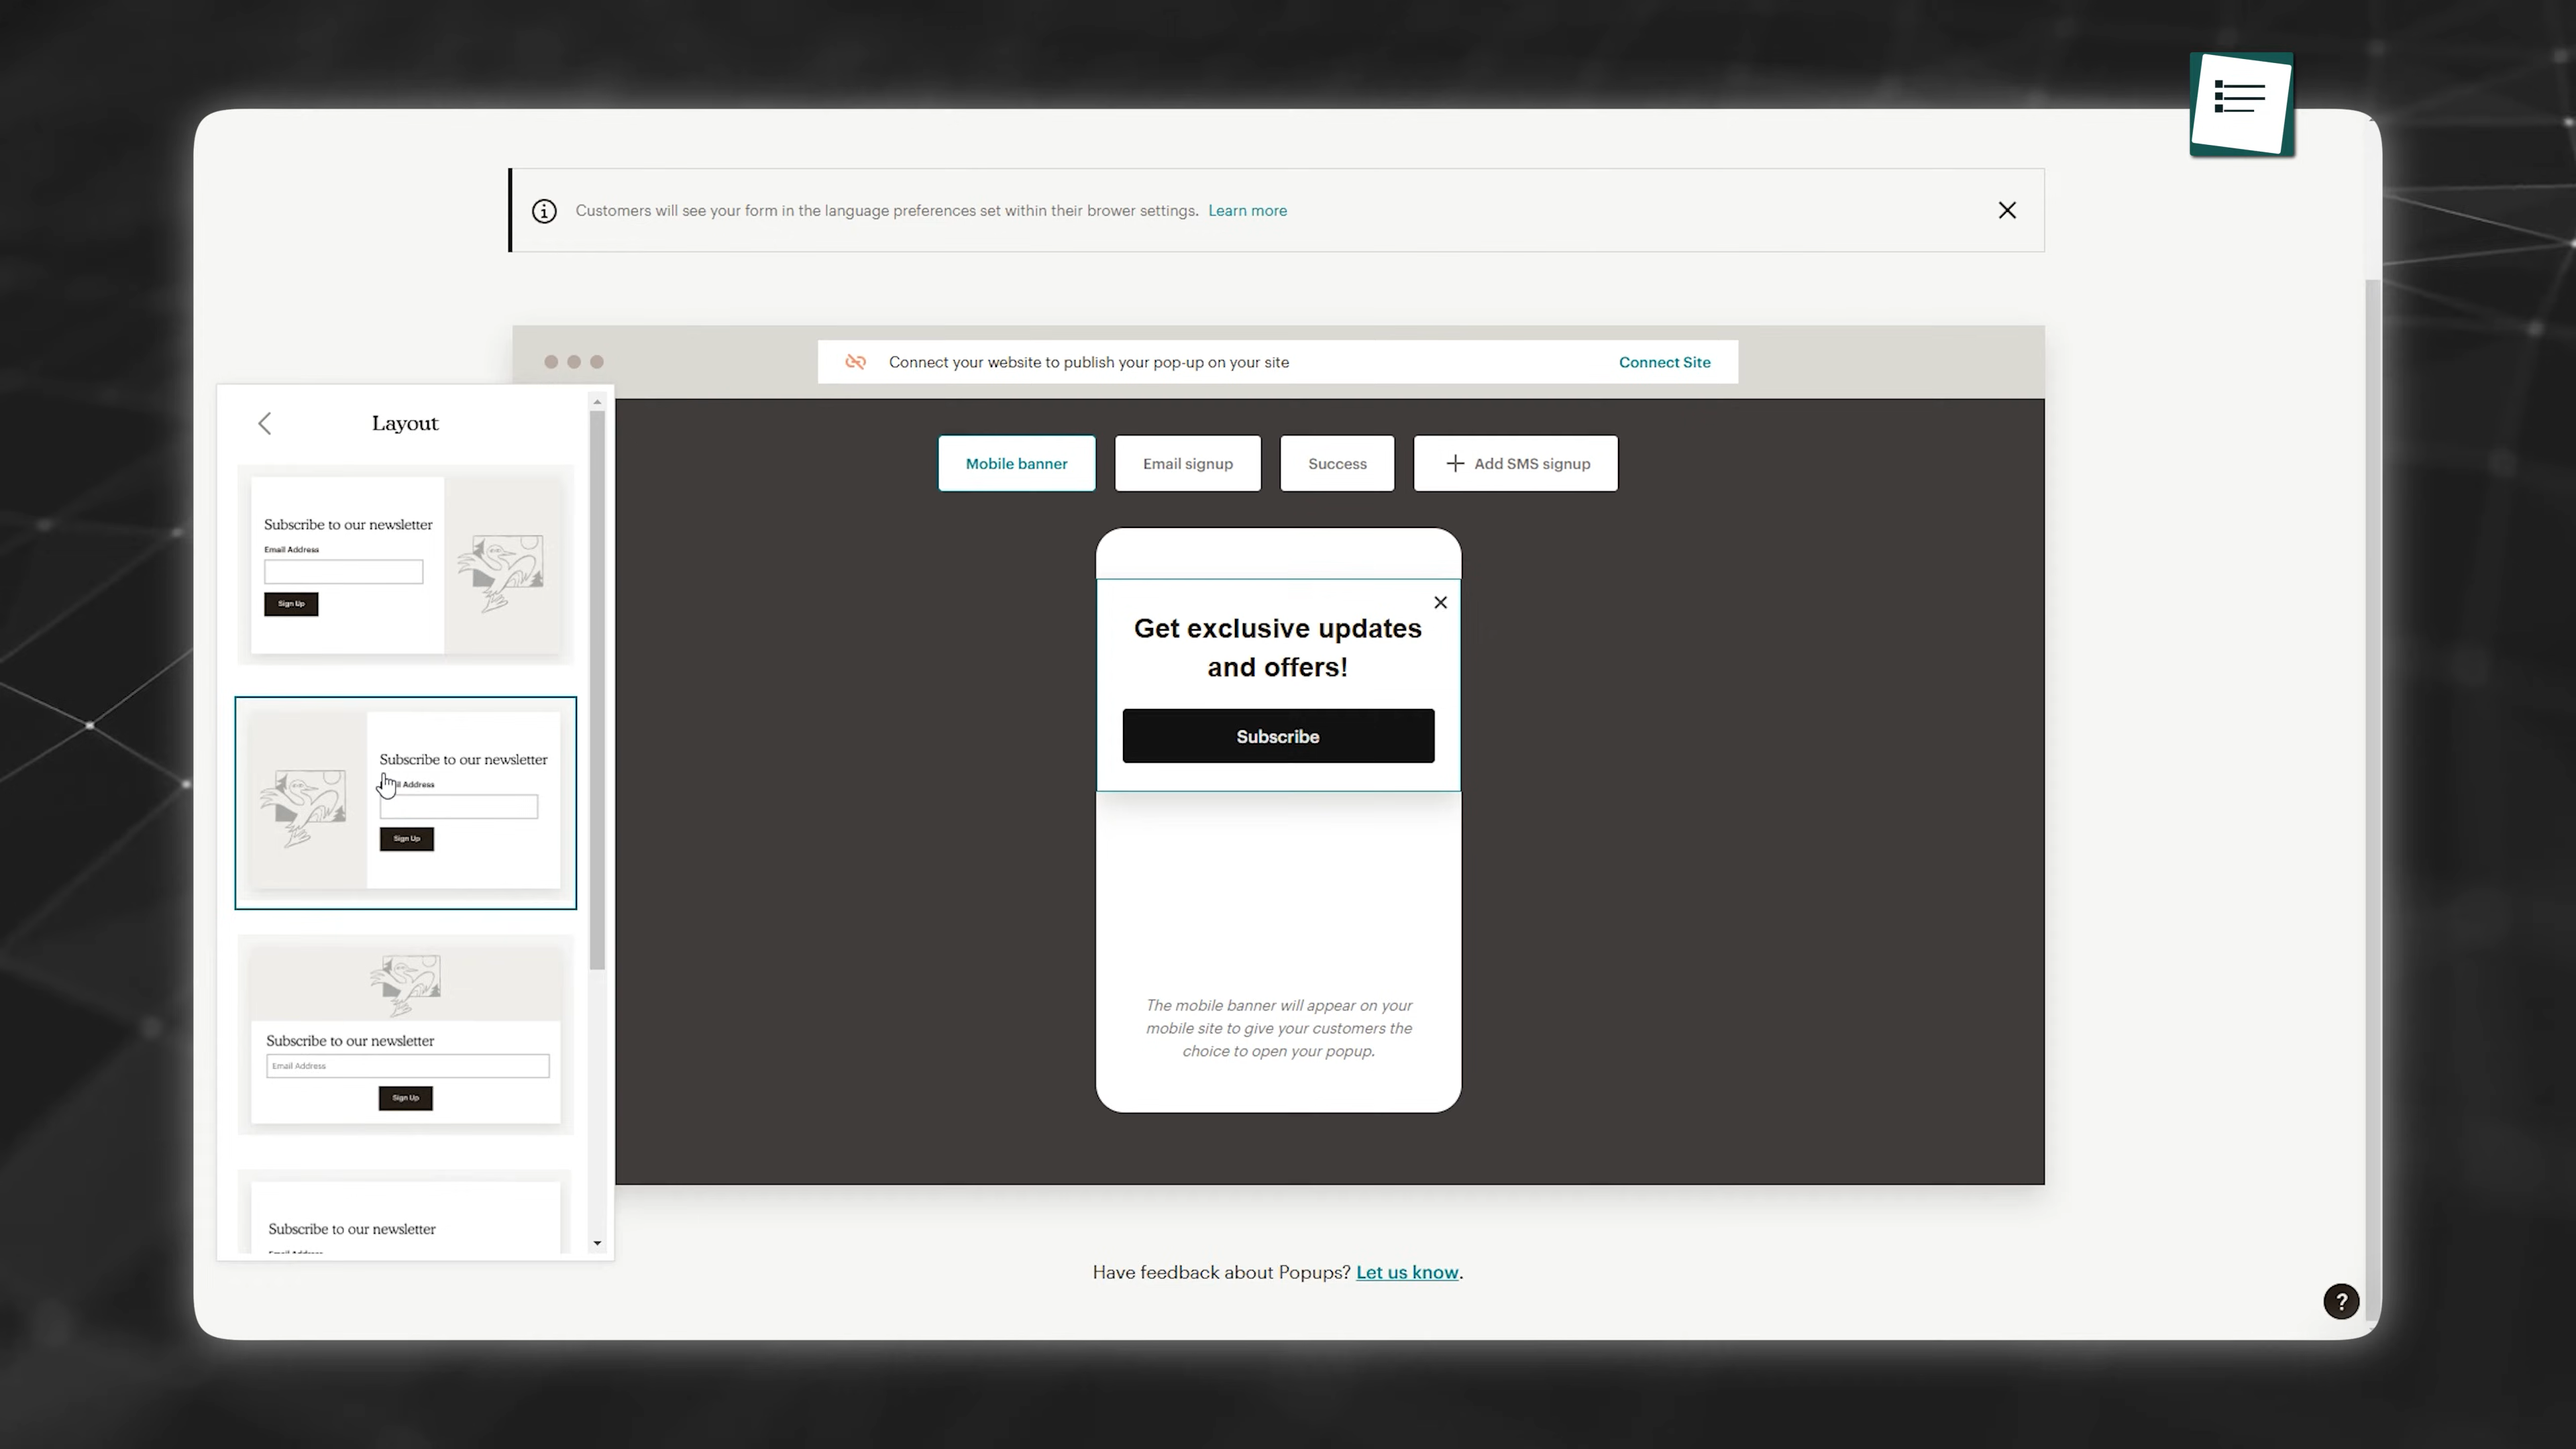 Customers will see your form in the language preferences set within their brower settings. Learn more
Connect your website to publish your pop-up on your site
Connect Site
Layout
Subscribe to our newsletter
Email Address
Sign Up
Subscribe to our newsletter
il Address
Sign Up
Subscribe to our newsletter
Email Address
Sign Up
Subscribe to our newsletter
Mobile banner
Email signup
Success
Add SMS signup
Get exclusive updates
and offers!
Subscribe
The mobile banner will appear on your
mobile site to give your customers the
choice to open your popup.
Have feedback about Popups? Let us know.
?